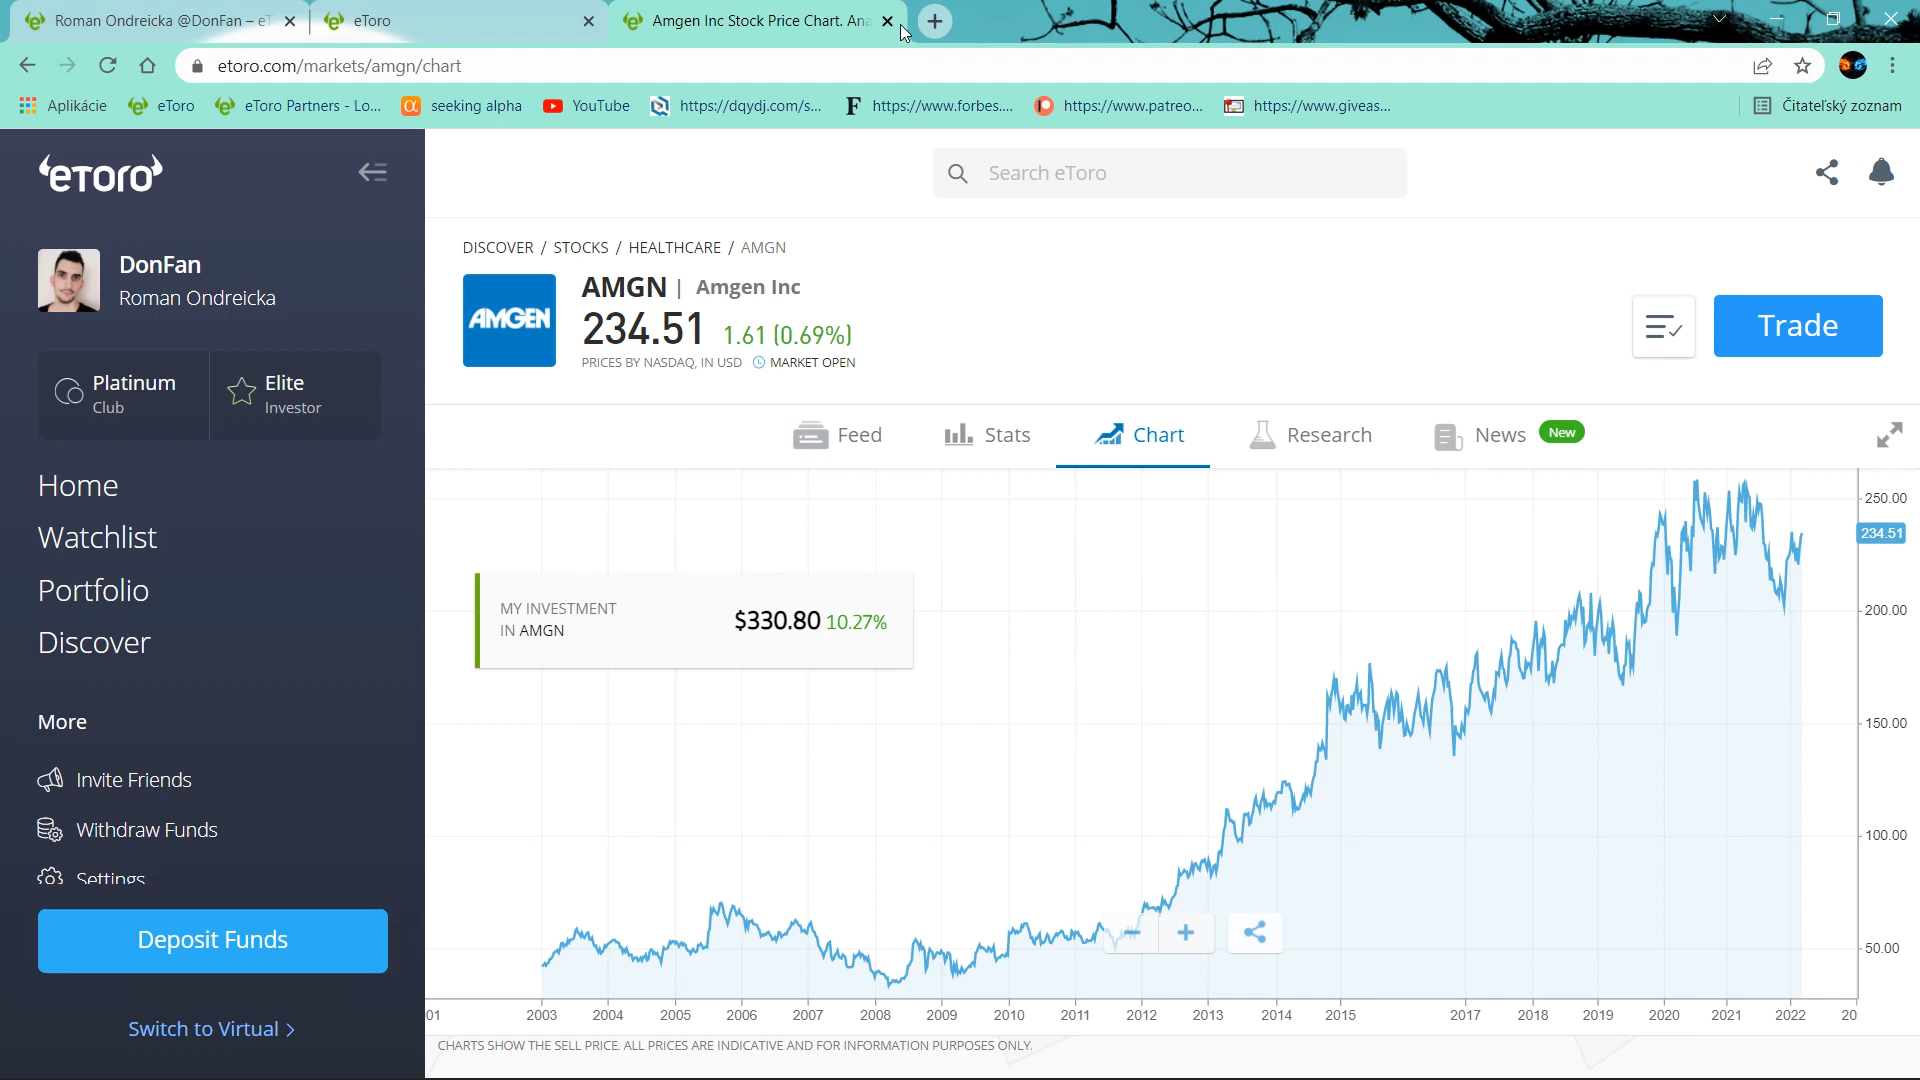 Roman Ondreicka @DonFan – eT
eToro
Amgen Inc Stock Price Chart. Ana
etoro.com/markets/amgn/chart
Aplikácie
eToro
eToro Partners - Lo...
seeking alpha
YouTube
https://dqydj.com/s...
https://www.forbes....
https://www.patreo...
https://www.giveas...
Čitateľský zoznam
eToro
DonFan
Roman Ondreicka
Platinum
Club
Elite
Investor
Home
Watchlist
Portfolio
Discover
More
Invite Friends
Withdraw Funds
Settings
Deposit Funds
Switch to Virtual >
Search eToro
DISCOVER / STOCKS / HEALTHCARE / AMGN
AMGEN
AMGN | Amgen Inc
234.51 1.61 (0.69%)
PRICES BY NASDAQ, IN USD MARKET OPEN
Trade
Feed
Stats
Chart
Research
News
New
MY INVESTMENT
IN AMGN
$330.80 10.27%
250.00
234.51
200.00
150.00
100.00
50.00
01 2003 2004 2005 2006 2007 2008 2009 2010 2011 2012 2013 2014 2015 2017 2018 2019 2020 2021 2022 20
CHARTS SHOW THE SELL PRICE. ALL PRICES ARE INDICATIVE AND FOR INFORMATION PURPOSES ONLY.